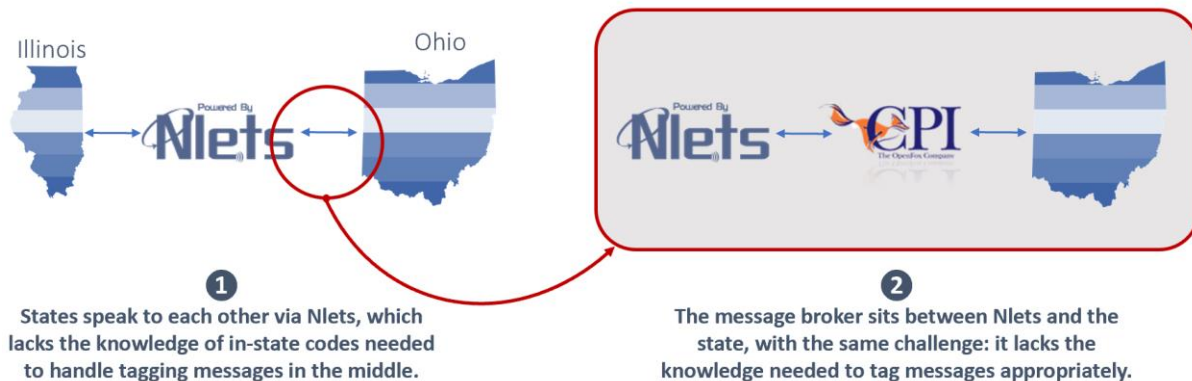 Illinois
Ohio
Powered By
Nlets
Powered By
Nlets
CPI
The OpenFox Company
1
States speak to each other via Nlets, which
lacks the knowledge of in-state codes needed
to handle tagging messages in the middle.
2
The message broker sits between Nlets and the
state, with the same challenge: it lacks the
knowledge needed to tag messages appropriately.